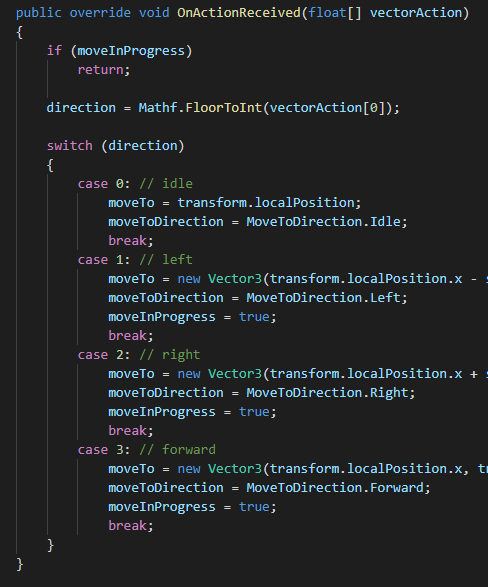 public override void OnActionReceived(float[] vectorAction)
{
    if (moveInProgress)
        return;

    direction = Mathf.FloorToInt(vectorAction[0]);

    switch (direction)
    {
        case 0: // idle
            moveTo = transform.localPosition;
            moveToDirection = MoveToDirection.Idle;
            break;
        case 1: // left
            moveTo = new Vector3(transform.localPosition.x -
            moveToDirection = MoveToDirection.Left;
            moveInProgress = true;
            break;
        case 2: // right
            moveTo = new Vector3(transform.localPosition.x +
            moveToDirection = MoveToDirection.Right;
            moveInProgress = true;
            break;
        case 3: // forward
            moveTo = new Vector3(transform.localPosition.x,
            moveToDirection = MoveToDirection.Forward;
            moveInProgress = true;
            break;
    }
}